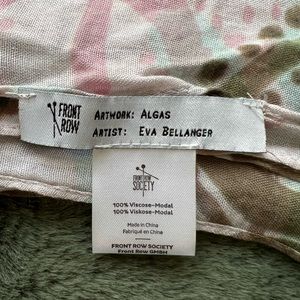 FRONT
ROW
ARTWORK: ALGAS
ARTIST: EVA BELLANGER
FRONT ROW
SOCIETY
100% Viscose-Modal
100% Viskose-Modal
Made in China
Fabriqué en China
FRONT ROW SOCIETY
Front Row GMBH